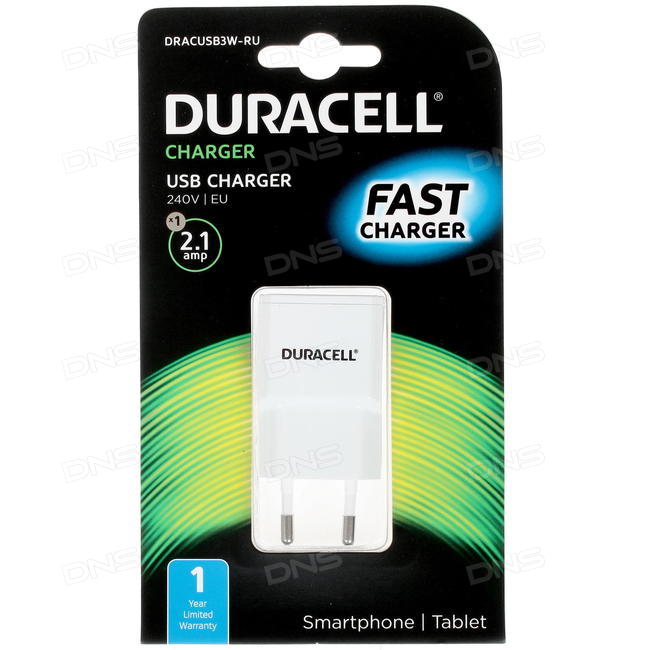 DRACUSB3W-RU
DURACELL®
CHARGER
USB CHARGER
240V | EU
x1
2.1
amp
FAST
CHARGER
DURACELL®
1
Year
Limited
Warranty
Smartphone | Tablet
DNS